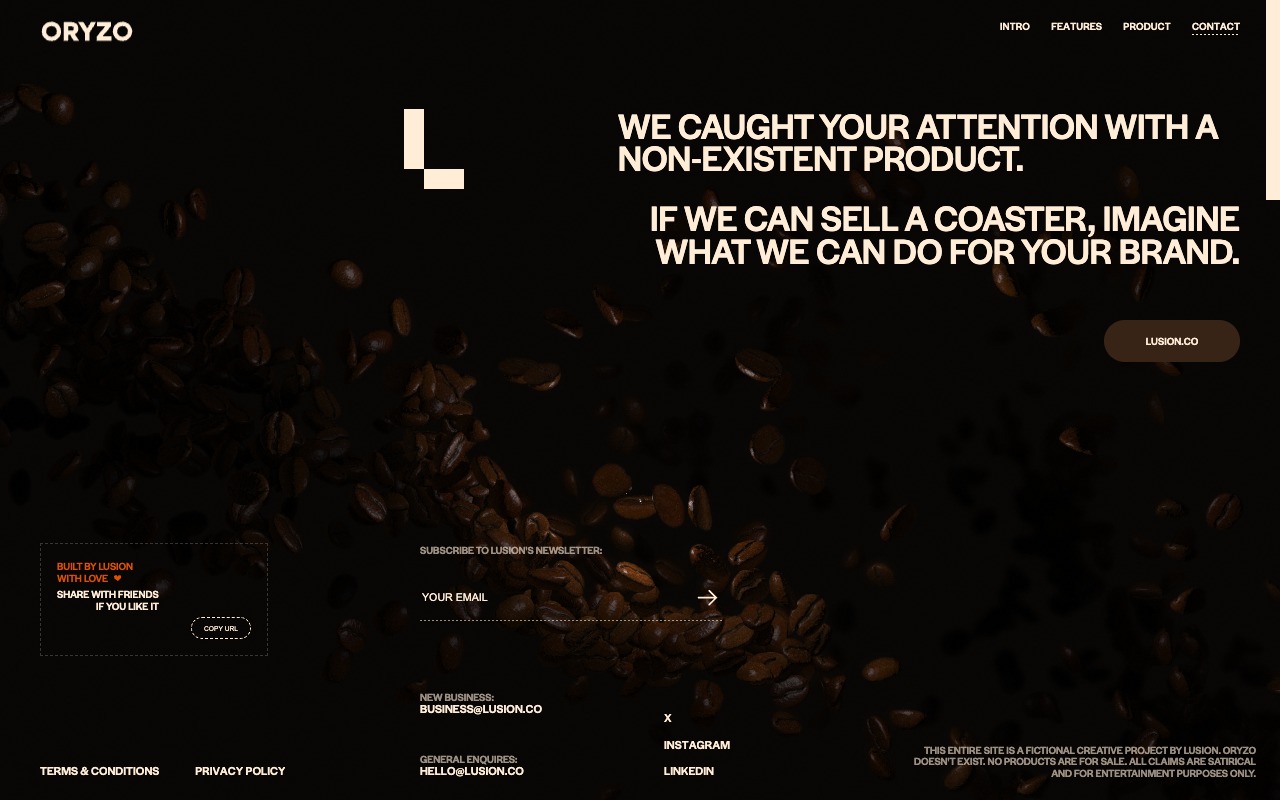 ORYZO
INTRO
FEATURES
PRODUCT
CONTACT
WE CAUGHT YOUR ATTENTION WITH A
NON-EXISTENT PRODUCT.
IF WE CAN SELL A COASTER, IMAGINE
WHAT WE CAN DO FOR YOUR BRAND.
LUSION.CO
BUILT BY LUSION
WITH LOVE ❤
SHARE WITH FRIENDS
IF YOU LIKE IT
COPY URL
SUBSCRIBE TO LUSION'S NEWSLETTER:
YOUR EMAIL
NEW BUSINESS:
BUSINESS@LUSION.CO
GENERAL ENQUIRES:
HELLO@LUSION.CO
X
INSTAGRAM
LINKEDIN
TERMS & CONDITIONS
PRIVACY POLICY
THIS ENTIRE SITE IS A FICTIONAL CREATIVE PROJECT BY LUSION. ORYZO
DOESN'T EXIST. NO PRODUCTS ARE FOR SALE. ALL CLAIMS ARE SATIRICAL
AND FOR ENTERTAINMENT PURPOSES ONLY.